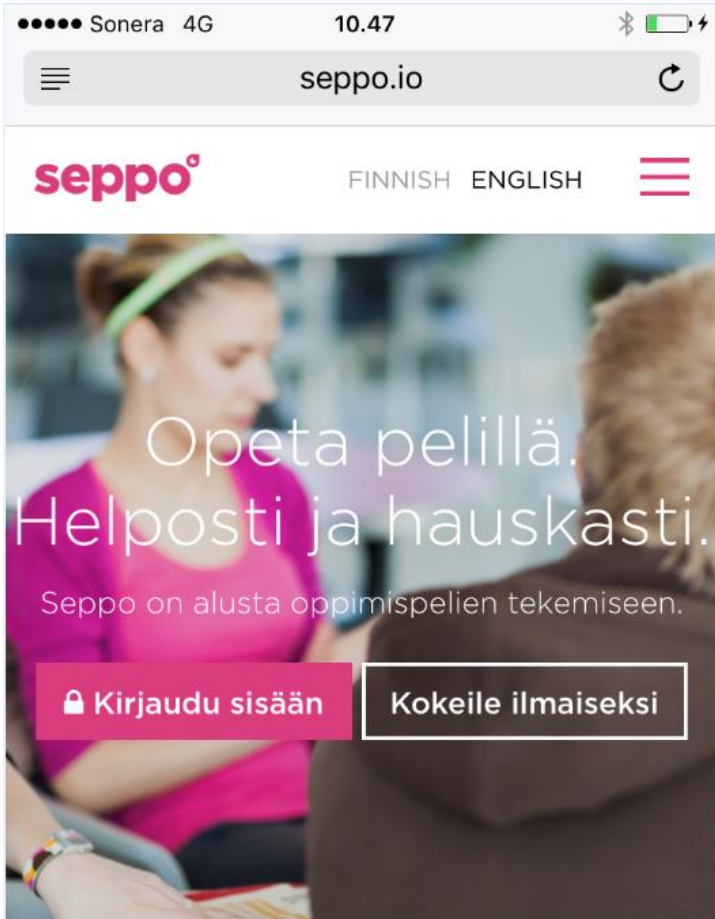 Sonera 4G 10.47
seppo.io
seppo
FINNISH ENGLISH
Opeta pelillä.
Helposti ja hauskasti.
Seppo on alusta oppimispelien tekemiseen.
Kirjaudu sisään
Kokeile ilmaiseksi